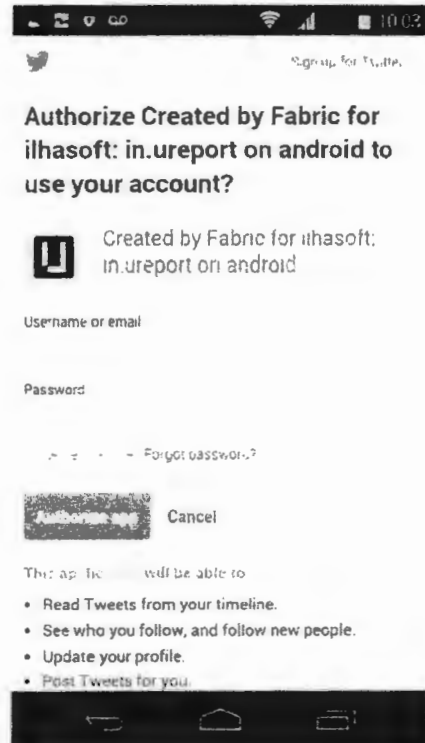 10:03
Sign up for Twitter
Authorize Created by Fabric for
ilhasoft: in.ureport on android to
use your account?
Created by Fabric for ilhasoft:
in.ureport on android
Username or email
Password
Forgot password?
Cancel
will be able to
• Read Tweets from your timeline.
• See who you follow, and follow new people.
• Update your profile.
• Post Tweets for you.